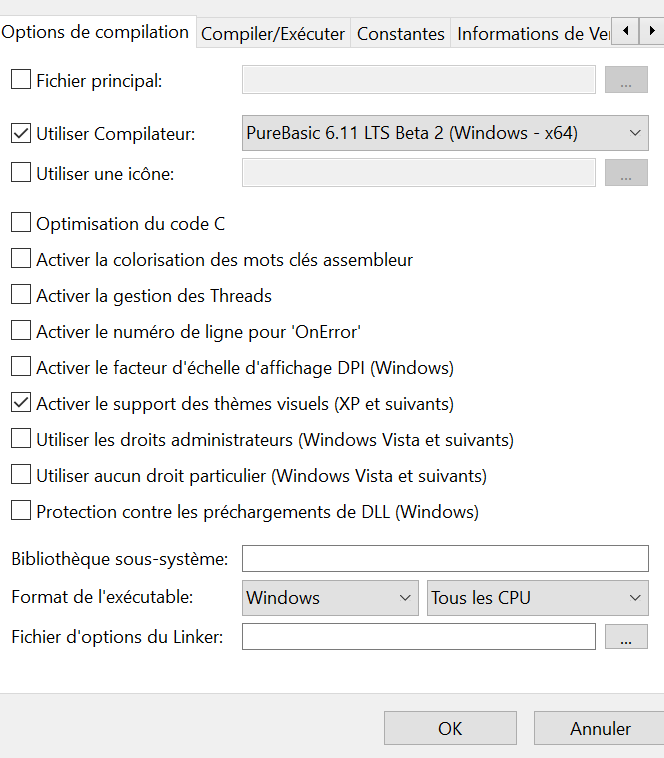 Options de compilation Compiler/Exécuter Constantes Informations de Ve
Fichier principal: ...
Utiliser Compilateur: PureBasic 6.11 LTS Beta 2 (Windows - x64)
Utiliser une icône: ...
Optimisation du code C
Activer la colorisation des mots clés assembleur
Activer la gestion des Threads
Activer le numéro de ligne pour 'OnError'
Activer le facteur d'échelle d'affichage DPI (Windows)
Activer le support des thèmes visuels (XP et suivants)
Utiliser les droits administrateurs (Windows Vista et suivants)
Utiliser aucun droit particulier (Windows Vista et suivants)
Protection contre les préchargements de DLL (Windows)
Bibliothèque sous-système:
Format de l'exécutable: Windows Tous les CPU
Fichier d'options du Linker: ...
OK Annuler